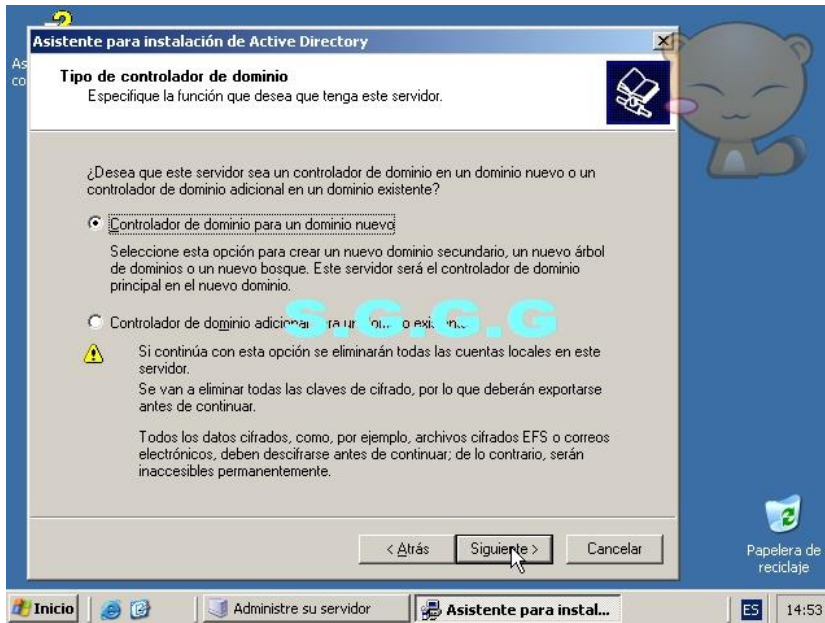 Asistente para instalación de Active Directory
As
co
Tipo de controlador de dominio
Especifique la función que desea que tenga este servidor.
¿Desea que este servidor sea un controlador de dominio en un dominio nuevo o un
controlador de dominio adicional en un dominio existente?
Controlador de dominio para un dominio nuevo
Seleccione esta opción para crear un nuevo dominio secundario, un nuevo árbol
de dominios o un nuevo bosque. Este servidor será el controlador de dominio
principal en el nuevo dominio.
S.G.G.G
Controlador de dominio adicional para un dominio existente
Si continúa con esta opción se eliminarán todas las cuentas locales en este
servidor.
Se van a eliminar todas las claves de cifrado, por lo que deberán exportarse
antes de continuar.
Todos los datos cifrados, como, por ejemplo, archivos cifrados EFS o correos
electrónicos, deben descifrarse antes de continuar; de lo contrario, serán
inaccesibles permanentemente.
< Atrás Siguiente > Cancelar
Papelera de
reciclaje
Inicio Administre su servidor Asistente para instal... ES 14:53